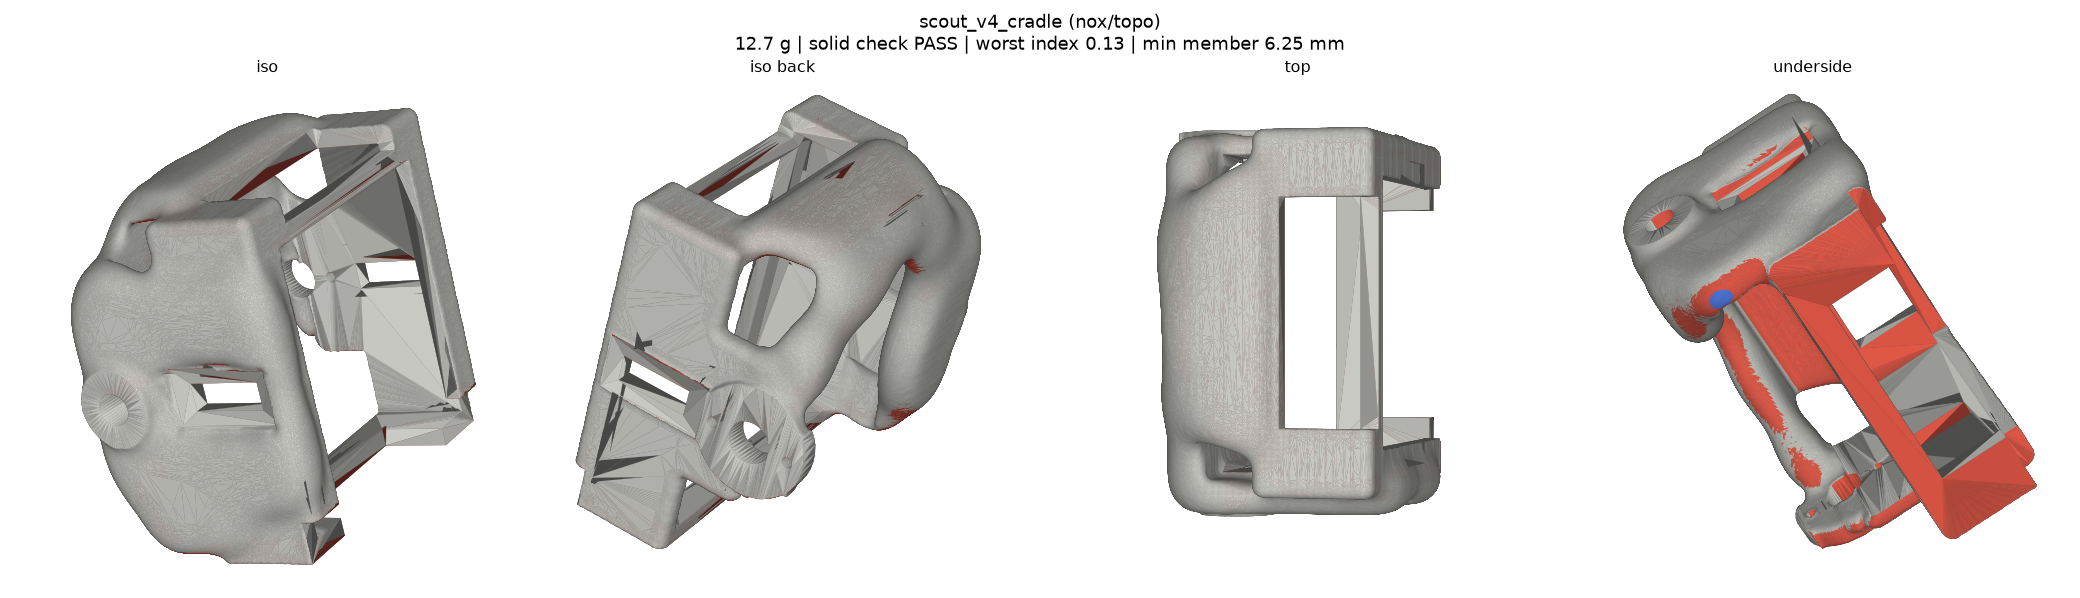 scout_v4_cradle (nox/topo)
12.7 g | solid check PASS | worst index 0.13 | min member 6.25 mm
iso
iso back
top
underside